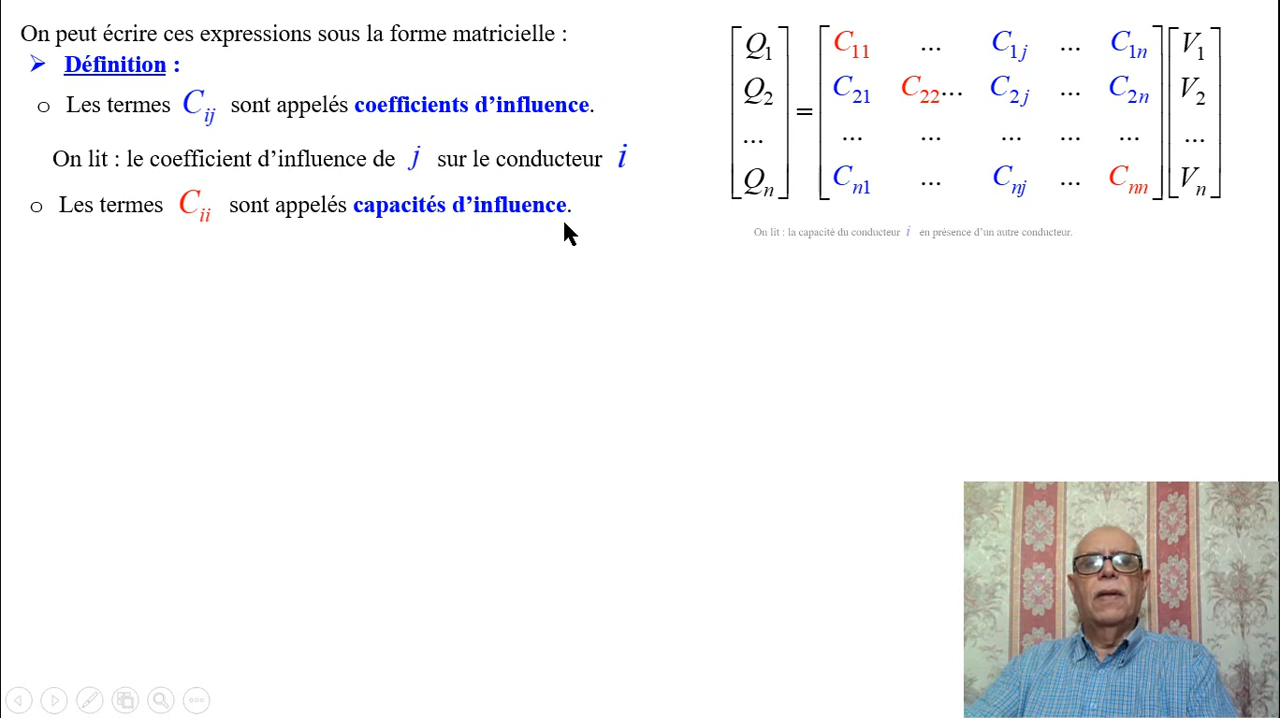 On peut écrire ces expressions sous la forme matricielle :
➢ Définition :
o Les termes C_ij sont appelés coefficients d’influence.
On lit : le coefficient d’influence de j sur le conducteur i
o Les termes C_ii sont appelés capacités d’influence.
[Q_1] [C_11 ... C_1j ... C_1n] [V_1]
[Q_2] [C_21 C_22... C_2j ... C_2n] [V_2]
[...] = [... ... ... ... ...] [...]
[Q_n] [C_n1 ... C_nj ... C_nn] [V_n]
On lit : la capacité du conducteur i en présence d’un autre conducteur.